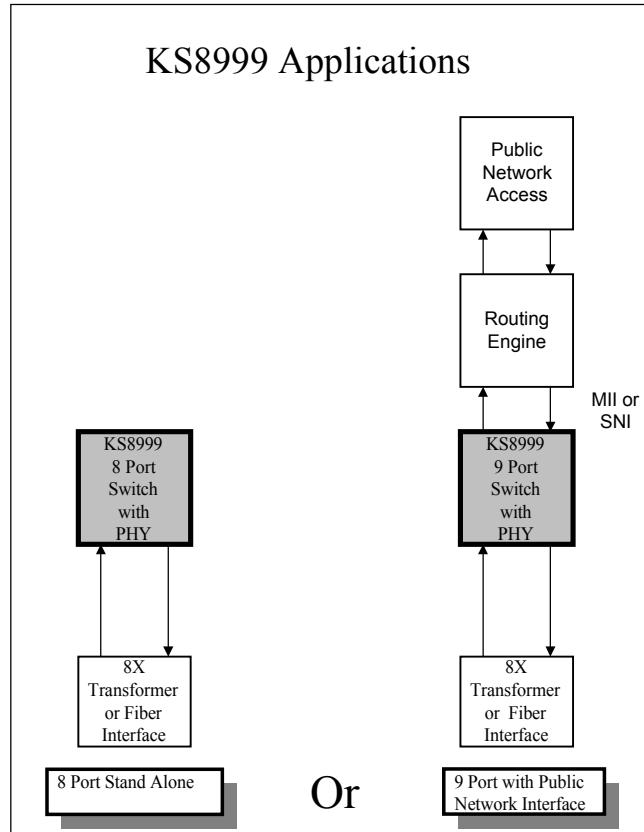 KS8999 Applications
Public
Network
Access
Routing
Engine
MII or
SNI
KS8999
8 Port
Switch
with
PHY
KS8999
9 Port
Switch
with
PHY
8X
Transformer
or Fiber
Interface
8X
Transformer
or Fiber
Interface
8 Port Stand Alone
Or
9 Port with Public
Network Interface